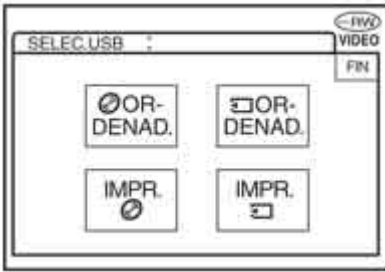 -RW
VIDEO
SELEC.USB :
FIN
OR-
DENAD.
OR-
DENAD.
IMPR.
IMPR.